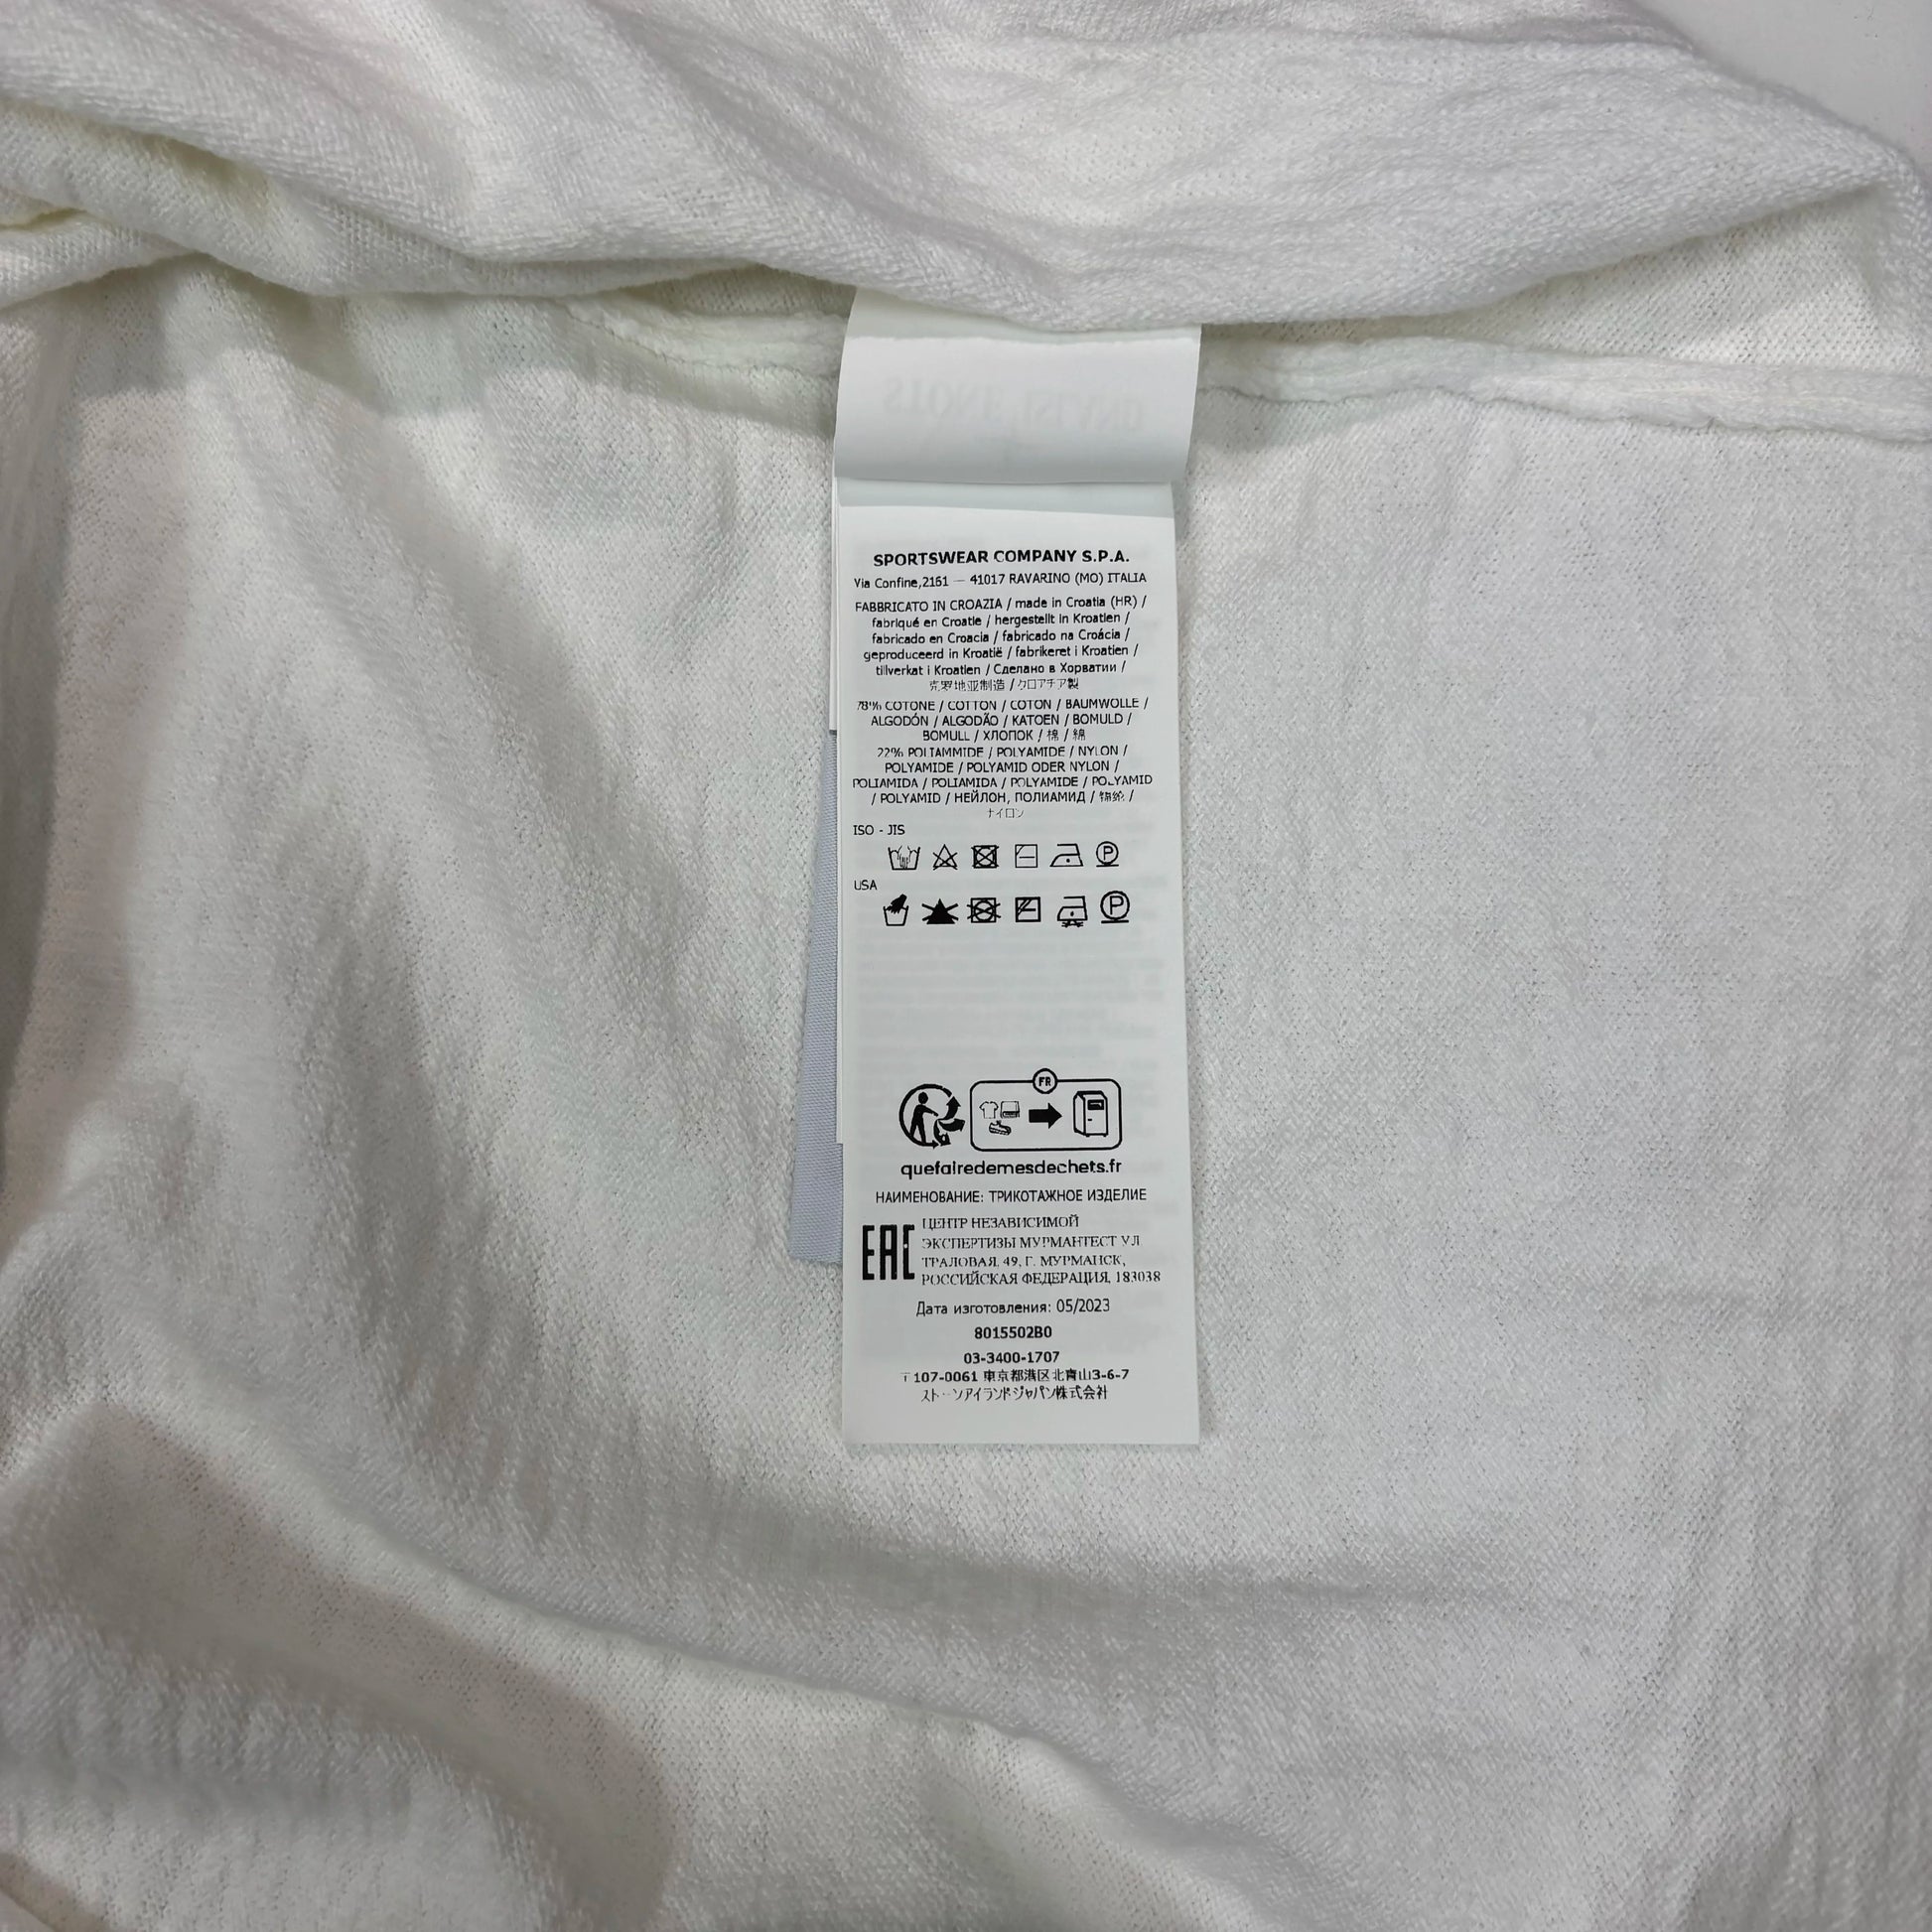 STONE ISLAND
SPORTSWEAR COMPANY S.P.A.
Via Confine,2161 — 41017 RAVARINO (MO) ITALIA
FABBRICATO IN CROAZIA / made in Croatia (HR) /
fabriqué en Croatie / hergestellt in Kroatien /
fabricado en Croacia / fabricado na Croácia /
geproduceerd in Kroatië / fabrikeret i Kroatien /
tillverkat i Kroatien / Сделано в Хорватии /
克罗地亚制造 / クロアチア製
78% COTONE / COTTON / COTON / BAUMWOLLE /
ALGODÓN / ALGODÃO / KATOEN / BOMULD /
BOMULL / ХЛОПОК / 棉 / 綿
22% POLIAMMIDE / POLYAMIDE / NYLON /
POLYAMIDE / POLYAMID ODER NYLON /
POLIAMIDA / POLIAMIDA / POLYAMIDE / POLYAMID
/ POLYAMID / НЕЙЛОН, ПОЛИАМИД / 锦纶 /
ナイロン
ISO - JIS
P
USA
P
FR
quefairedemesdechets.fr
НАИМЕНОВАНИЕ: ТРИКОТАЖНОЕ ИЗДЕЛИЕ
EAC
ЦЕНТР НЕЗАВИСИМОЙ
ЭКСПЕРТИЗЫ МУРМАНТЕСТ УЛ
ТРАЛОВАЯ, 49, Г. МУРМАНСК,
РОССИЙСКАЯ ФЕДЕРАЦИЯ, 183038
Дата изготовления: 05/2023
8015502B0
03-3400-1707
〒107-0061 東京都港区北青山3-6-7
ストーンアイランドジャパン株式会社